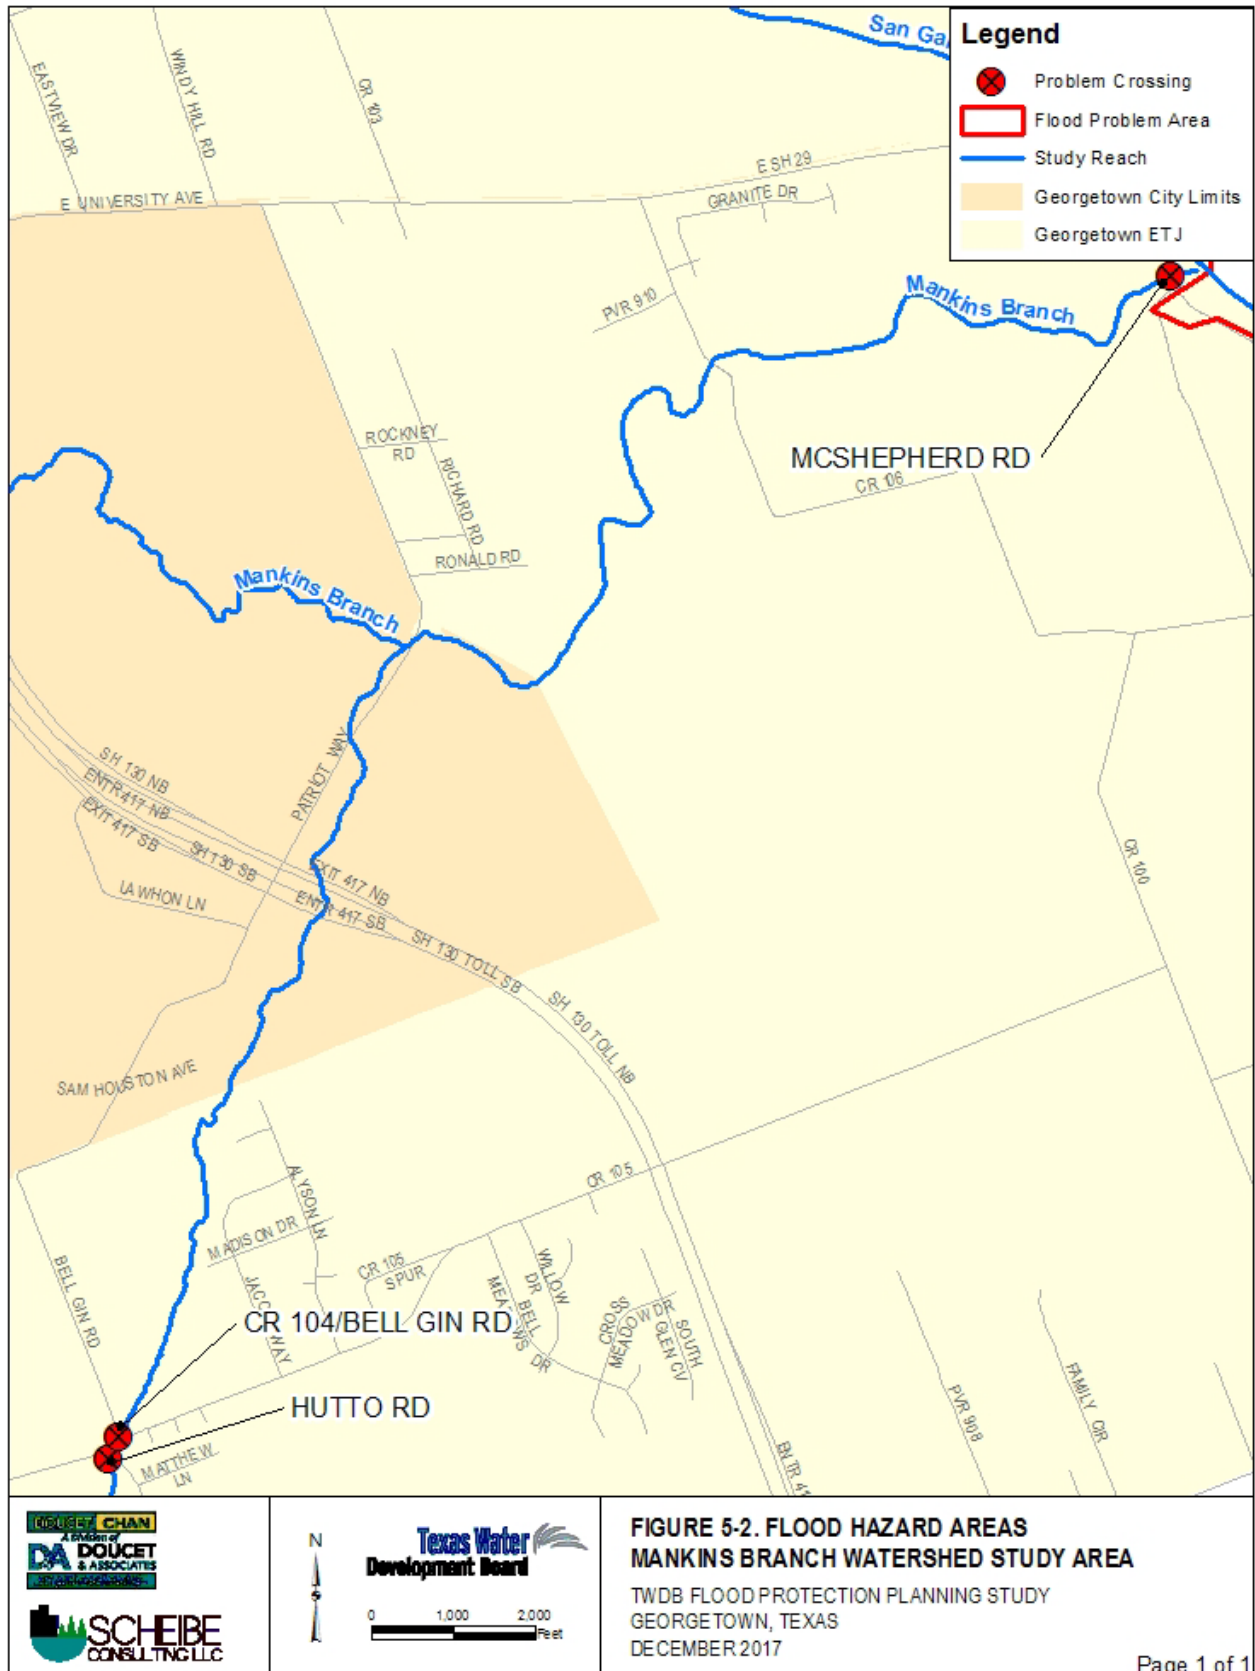 San Ga
Legend
Problem Crossing
Flood Problem Area
Study Reach
Georgetown City Limits
Georgetown ETJ
EASTVIEW DR
WINDY HILL RD
CR 103
E UNIVERSITY AVE
E SH 29
GRANITE DR
PVR 910
Mankins Branch
MCSHEPHERD RD
CR 106
ROCKNEY
RD
RICHARD RD
RONALD RD
Mankins Branch
SH 130 NB
ENTR 417 NB
EXIT 417 SB
SH 130 SB
PATRIOT WAY
EXIT 417 NB
ENTR 417 SB
LAWHON LN
SH 130 TOLL SB
SH 130 TOLL NB
CR 100
SAM HOUSTON AVE
ALYSON LN
MADISON DR
CR 105
CR 105
SPUR
BELL GIN RD
WAY
WILLOW
DR
BELL
DR
CROSS
MEADOW DR
SOUTH
GLEN CV
CR 104/BELL GIN RD
HUTTO RD
MATTHEW
LN
PVR 908
FAMILY CIR
ENTR 41
DOUCET CHAN
A division of
DA DOUCET
& ASSOCIATES
SCHEIBE
CONSULTING LLC
N
Texas Water
Development Board
0 1,000 2,000
Feet
FIGURE 5-2. FLOOD HAZARD AREAS
MANKINS BRANCH WATERSHED STUDY AREA
TWDB FLOOD PROTECTION PLANNING STUDY
GEORGETOWN, TEXAS
DECEMBER 2017
Page 1 of 1